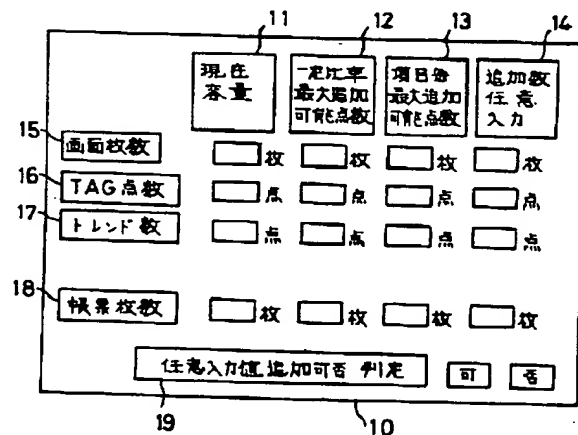 11
12
13
14
現在
容量
一定比率
最大追加
可能点数
項目毎
最大追加
可能点数
追加数
任意
入力
15
画面枚数
枚 枚 枚 枚
16
TAG点数
点 点 点 点
17
トレンド数
点 点 点 点
18
帳票枚数
枚 枚 枚 枚
任意入力値追加可否判定
可
否
19
10